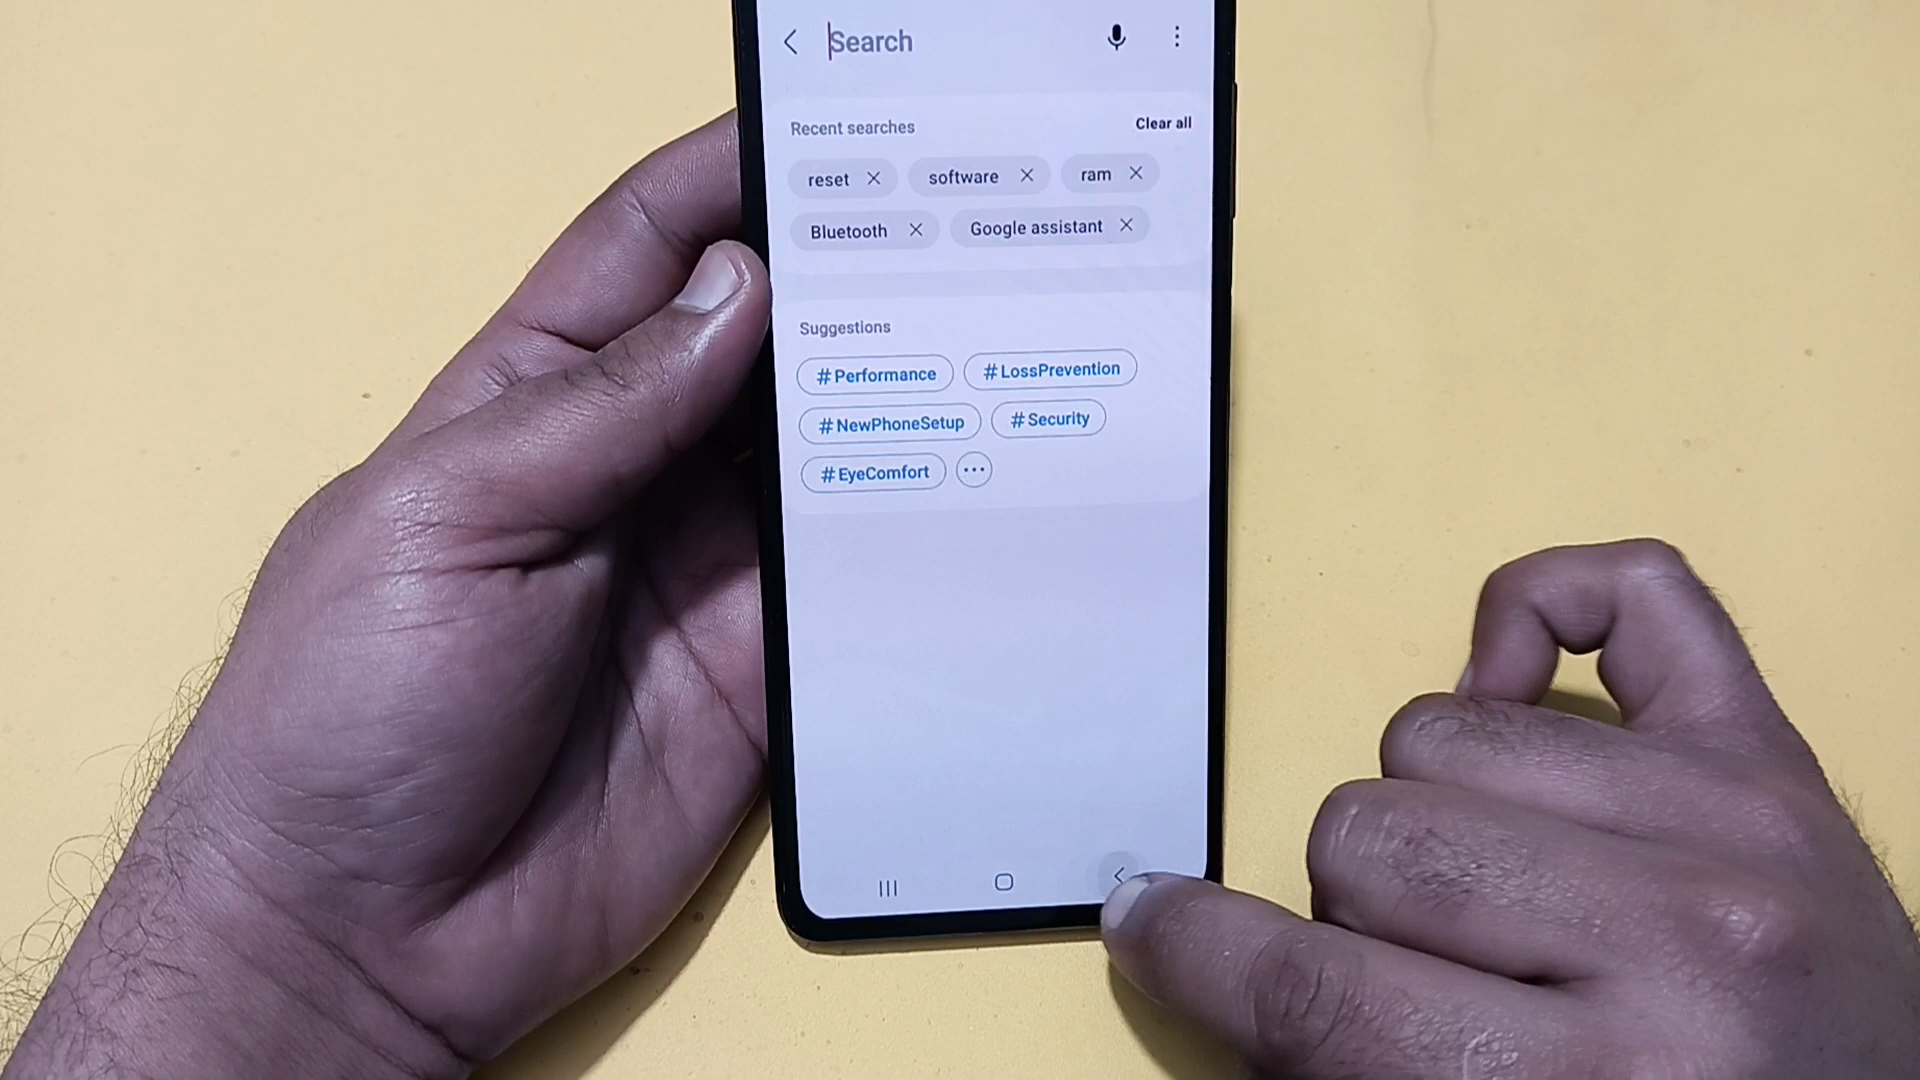 Search
Recent searches Clear all
reset software ram
Bluetooth Google assistant
Suggestions
#Performance #LossPrevention
#NewPhoneSetup #Security
#EyeComfort